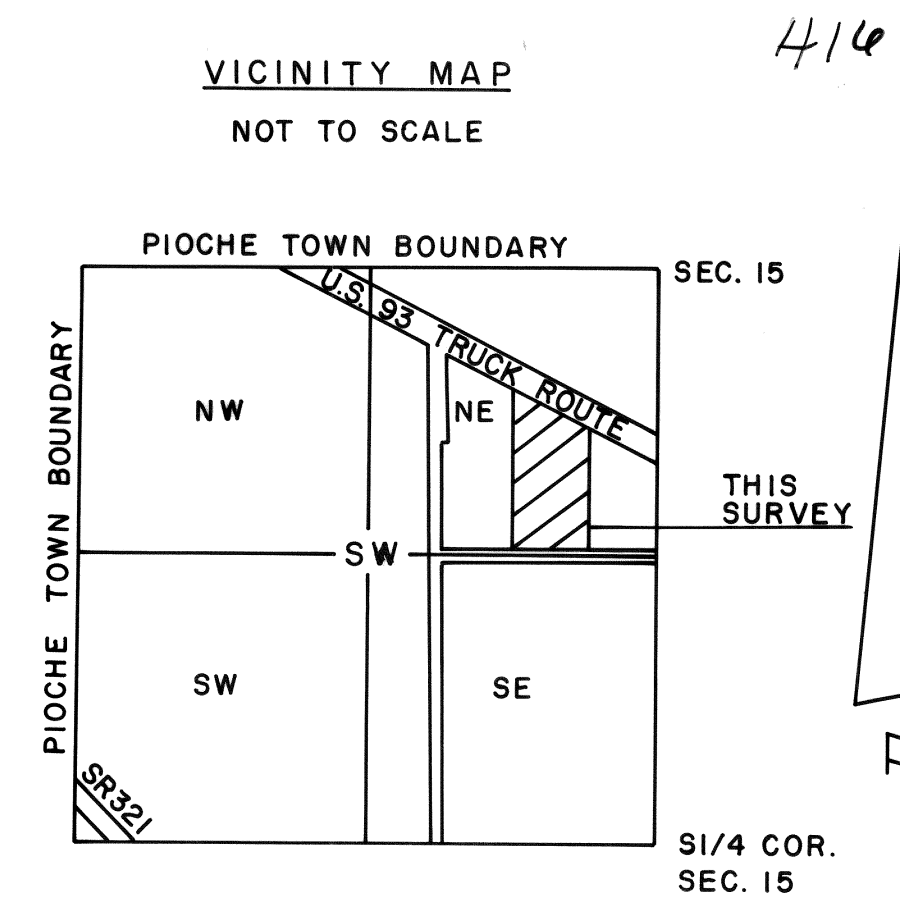 416
VICINITY MAP
NOT TO SCALE
PIOCHE TOWN BOUNDARY
SEC. 15
PIOCHE TOWN BOUNDARY
U.S. 93 TRUCK ROUTE
NW
NE
THIS
SURVEY
SW
SW
SE
SR321
S1/4 COR.
SEC. 15